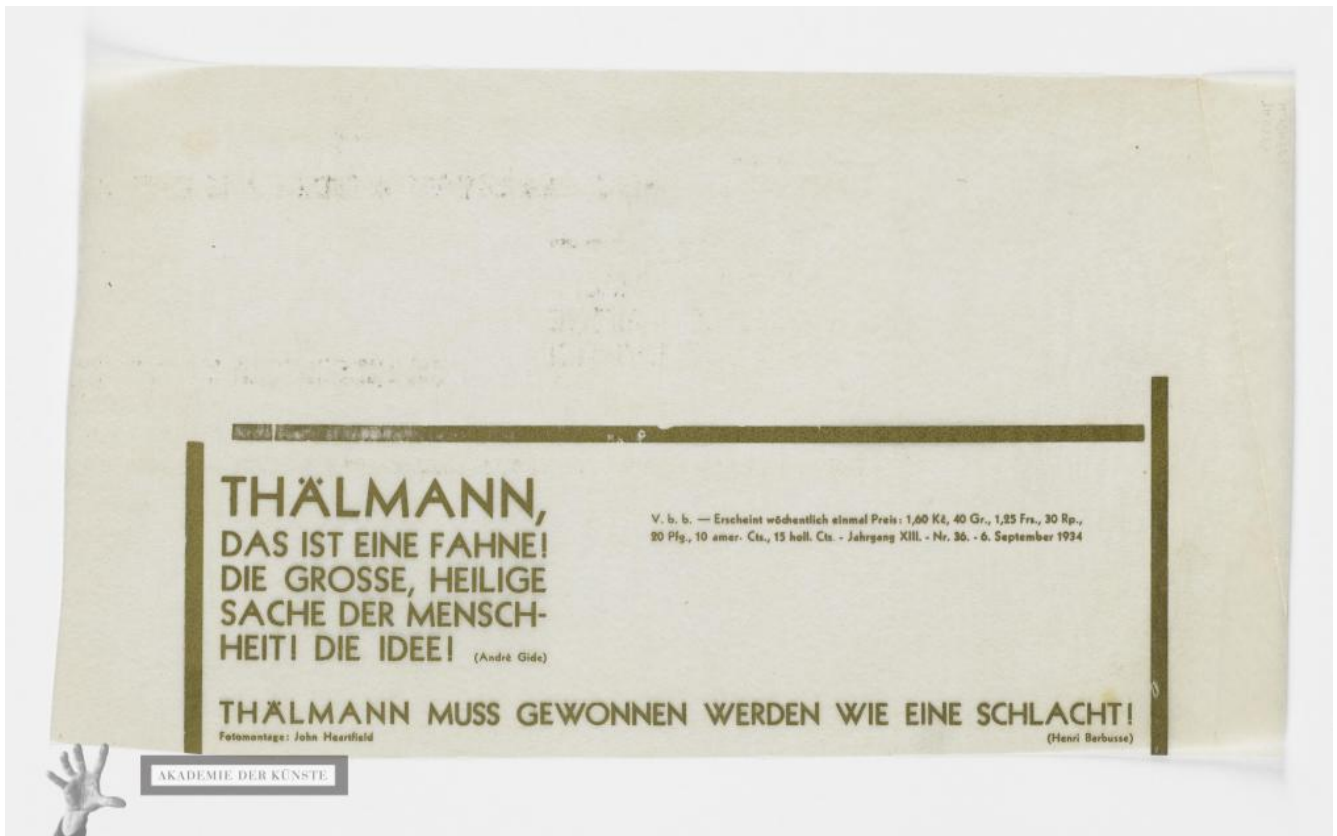 THÄLMANN,
DAS IST EINE FAHNE!
DIE GROSSE, HEILIGE
SACHE DER MENSCH-
HEIT! DIE IDEE! (André Gide)
V. b. b. — Erscheint wöchentlich einmal Preis: 1,60 Kč, 40 Gr., 1,25 Frs., 30 Rp.,
20 Pfg., 10 amer. Cts., 15 holl. Cts. - Jahrgang XIII. - Nr. 36. - 6. September 1934
THÄLMANN MUSS GEWONNEN WERDEN WIE EINE SCHLACHT!
Fotomontage: John Heartfield
(Henri Barbusse)
AKADEMIE DER KÜNSTE